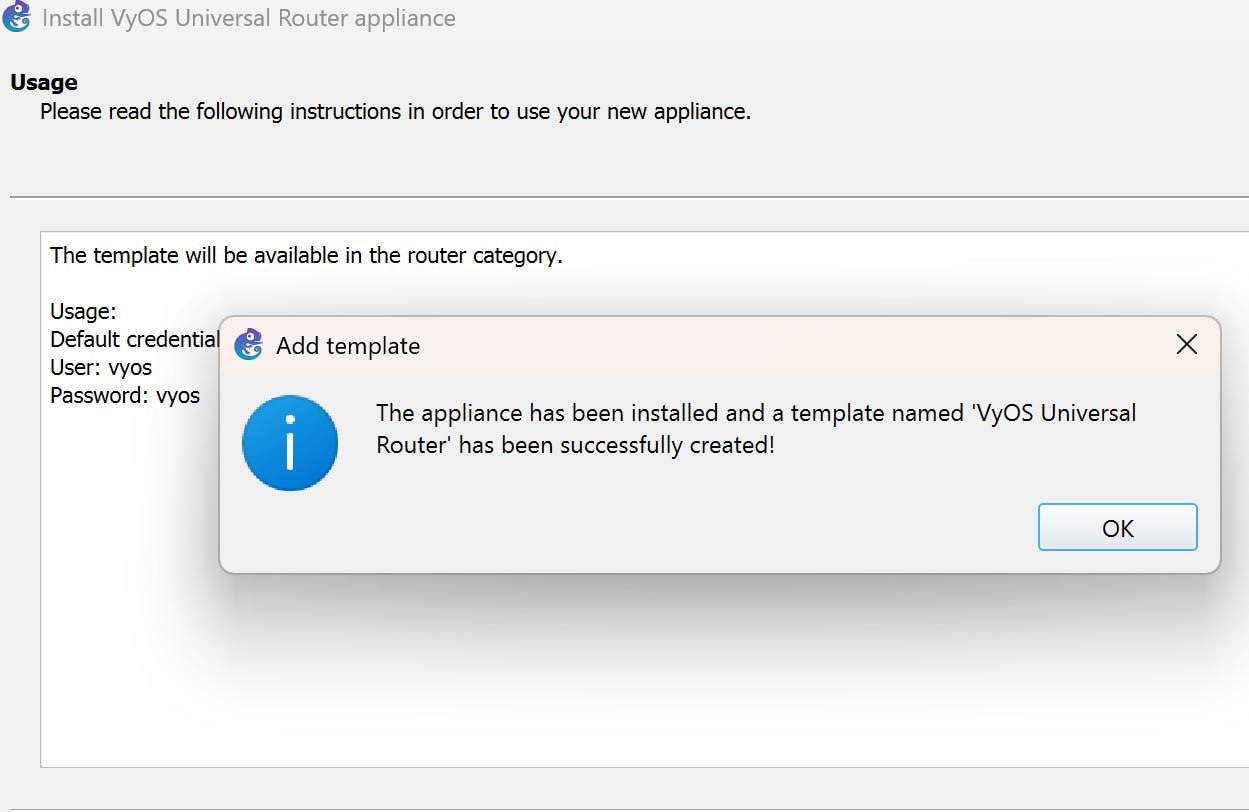 Install VyOS Universal Router appliance
Usage
Please read the following instructions in order to use your new appliance.
The template will be available in the router category.
Usage:
Default credential
User: vyos
Password: vyos
Add template
The appliance has been installed and a template named 'VyOS Universal
Router' has been successfully created!
OK